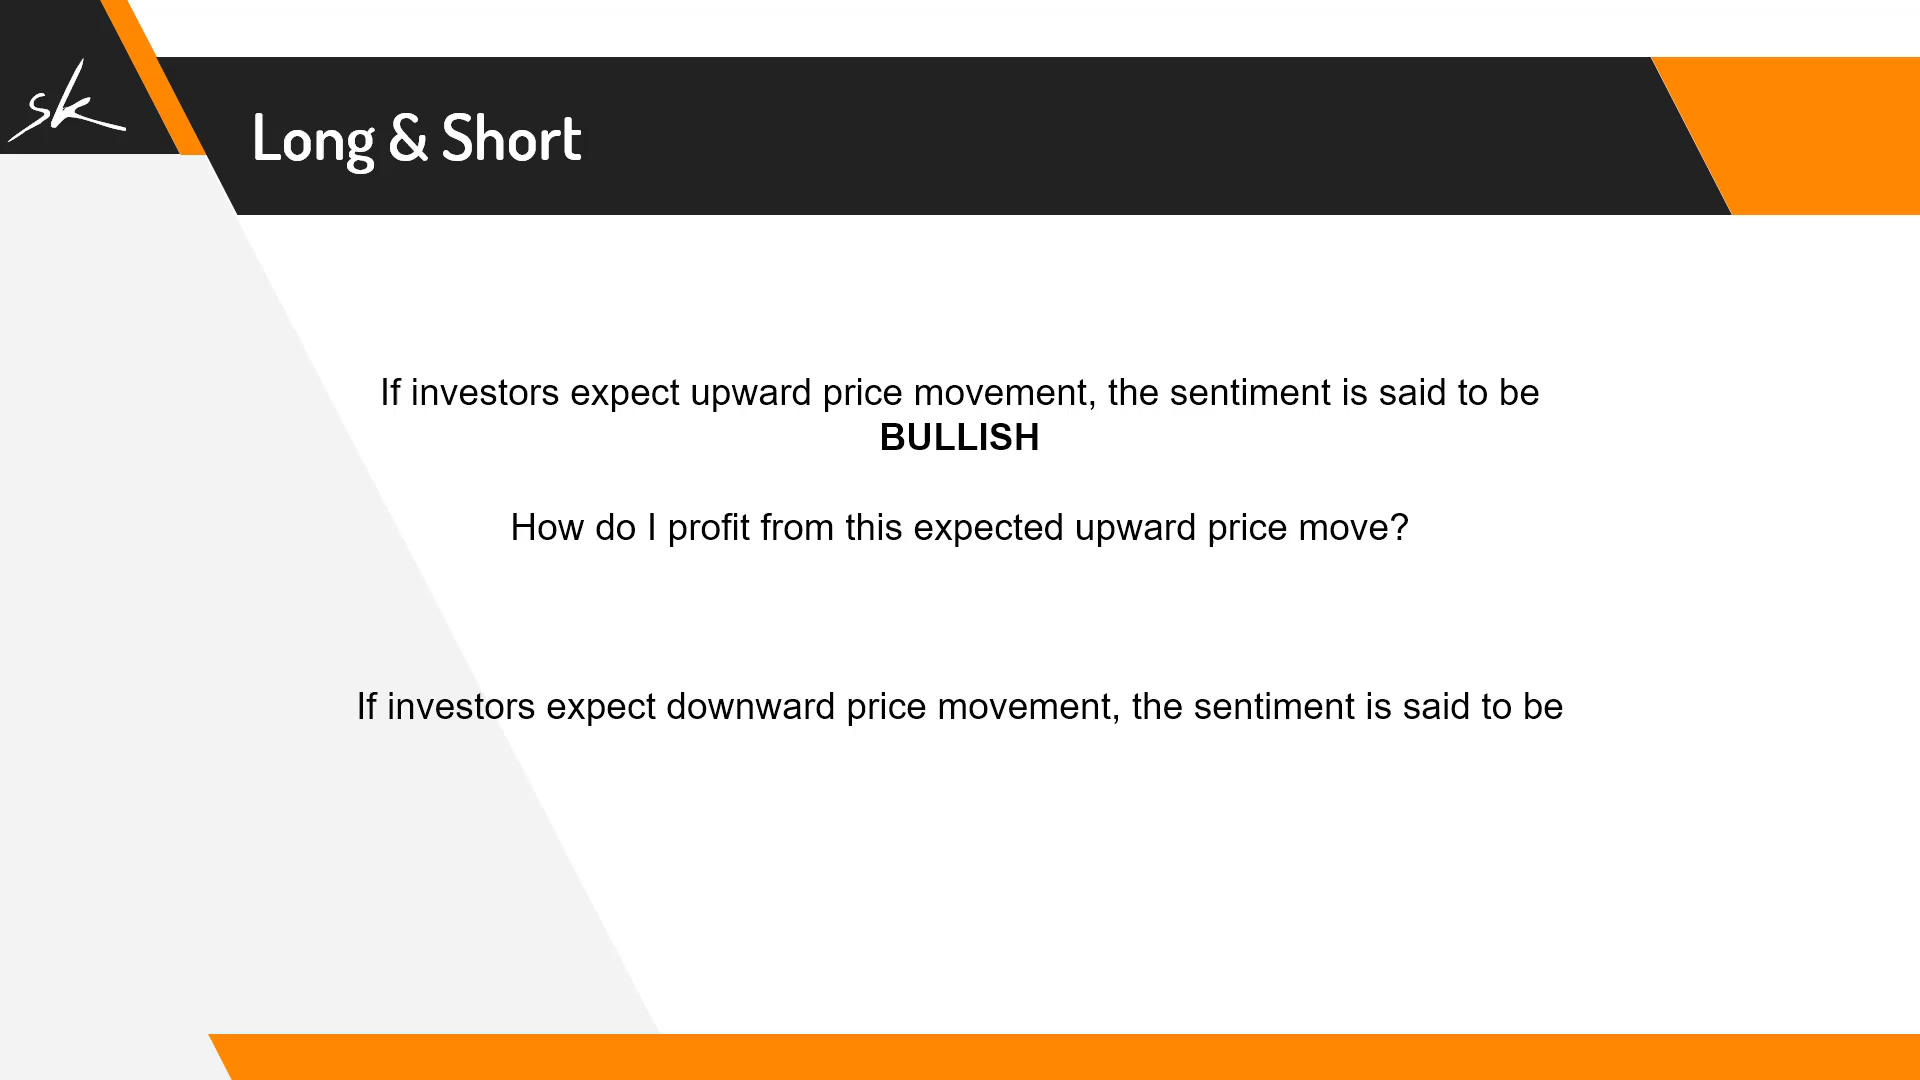 sk
Long & Short
If investors expect upward price movement, the sentiment is said to be
BULLISH
How do I profit from this expected upward price move?
If investors expect downward price movement, the sentiment is said to be